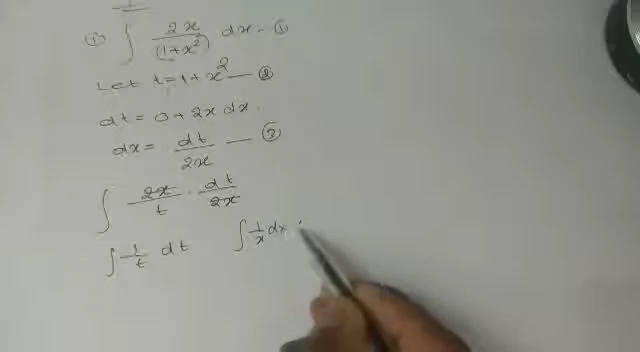 ① ∫ 2x/(1+x²) dx - ①
Let t = 1 + x² — ②
dt = 0 + 2x dx.
dx = dt/2x — ③
∫ 2x/t · dt/2x
∫ 1/t dt ∫ 1/x dx